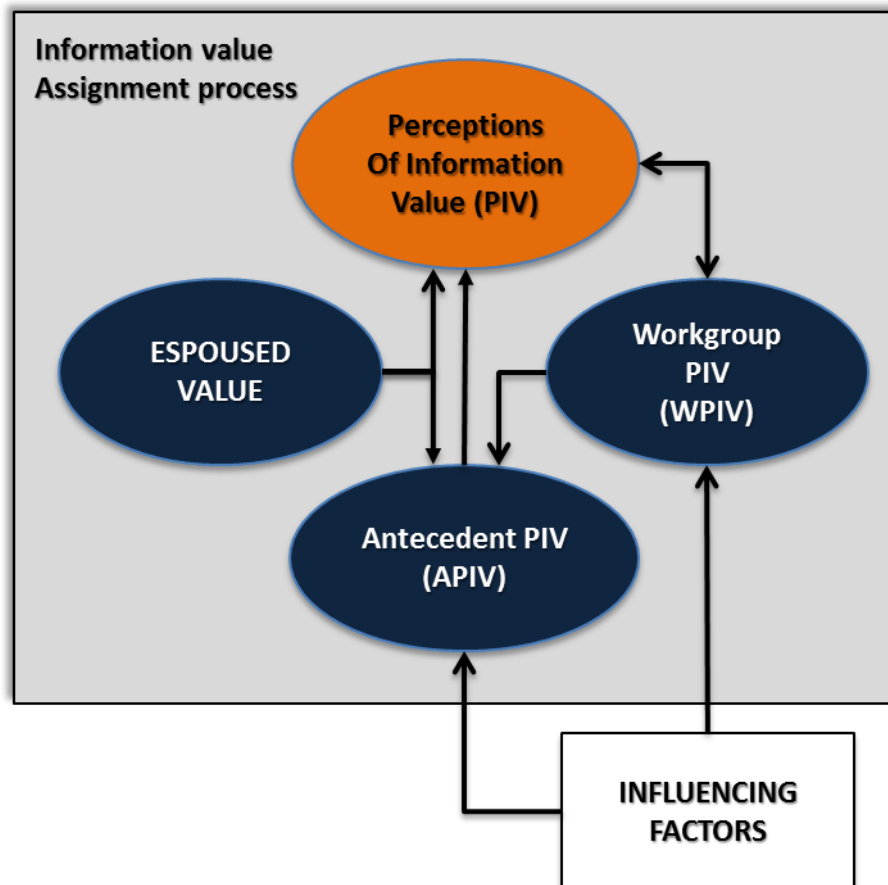 Information value
Assignment process
Perceptions
Of Information
Value (PIV)
ESPOUSED
VALUE
Workgroup
PIV
(WPIV)
Antecedent PIV
(APIV)
INFLUENCING
FACTORS